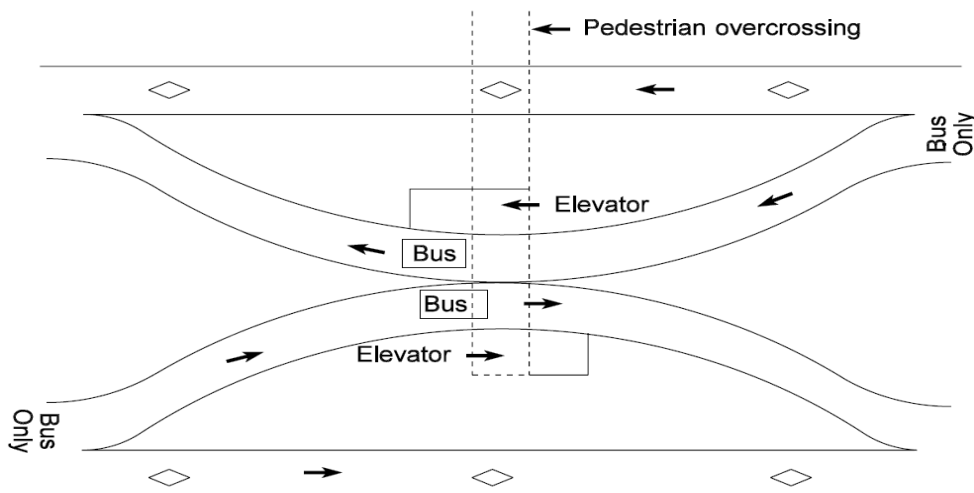 Pedestrian overcrossing
Bus
Only
Elevator
Bus
Bus
Elevator
Bus
Only